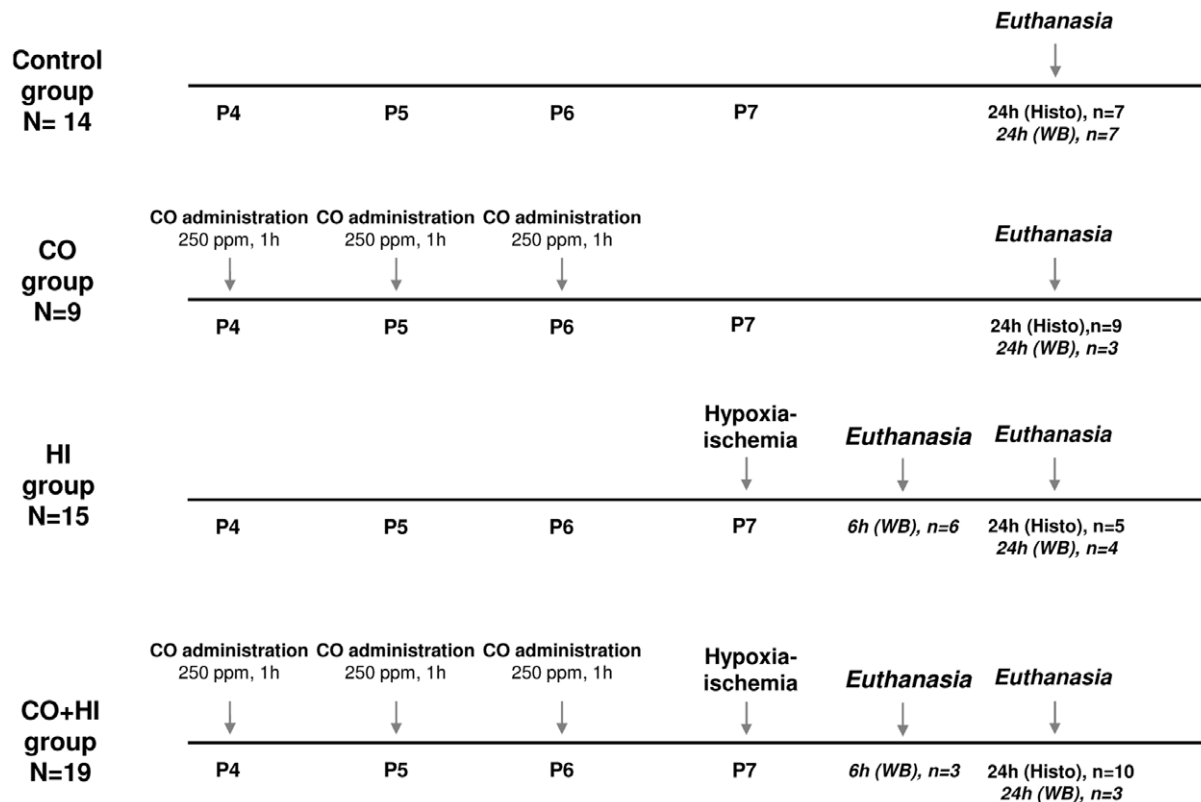 Euthanasia
Control
group
N= 14
P4 P5 P6 P7 24h (Histo), n=7
24h (WB), n=7
CO administration CO administration CO administration
250 ppm, 1h 250 ppm, 1h 250 ppm, 1h Euthanasia
CO
group
N=9
P4 P5 P6 P7 24h (Histo),n=9
24h (WB), n=3
Hypoxia-
ischemia Euthanasia Euthanasia
HI
group
N=15
P4 P5 P6 P7 6h (WB), n=6 24h (Histo), n=5
24h (WB), n=4
CO administration CO administration CO administration Hypoxia-
250 ppm, 1h 250 ppm, 1h 250 ppm, 1h ischemia Euthanasia Euthanasia
CO+HI
group
N=19
P4 P5 P6 P7 6h (WB), n=3 24h (Histo), n=10
24h (WB), n=3